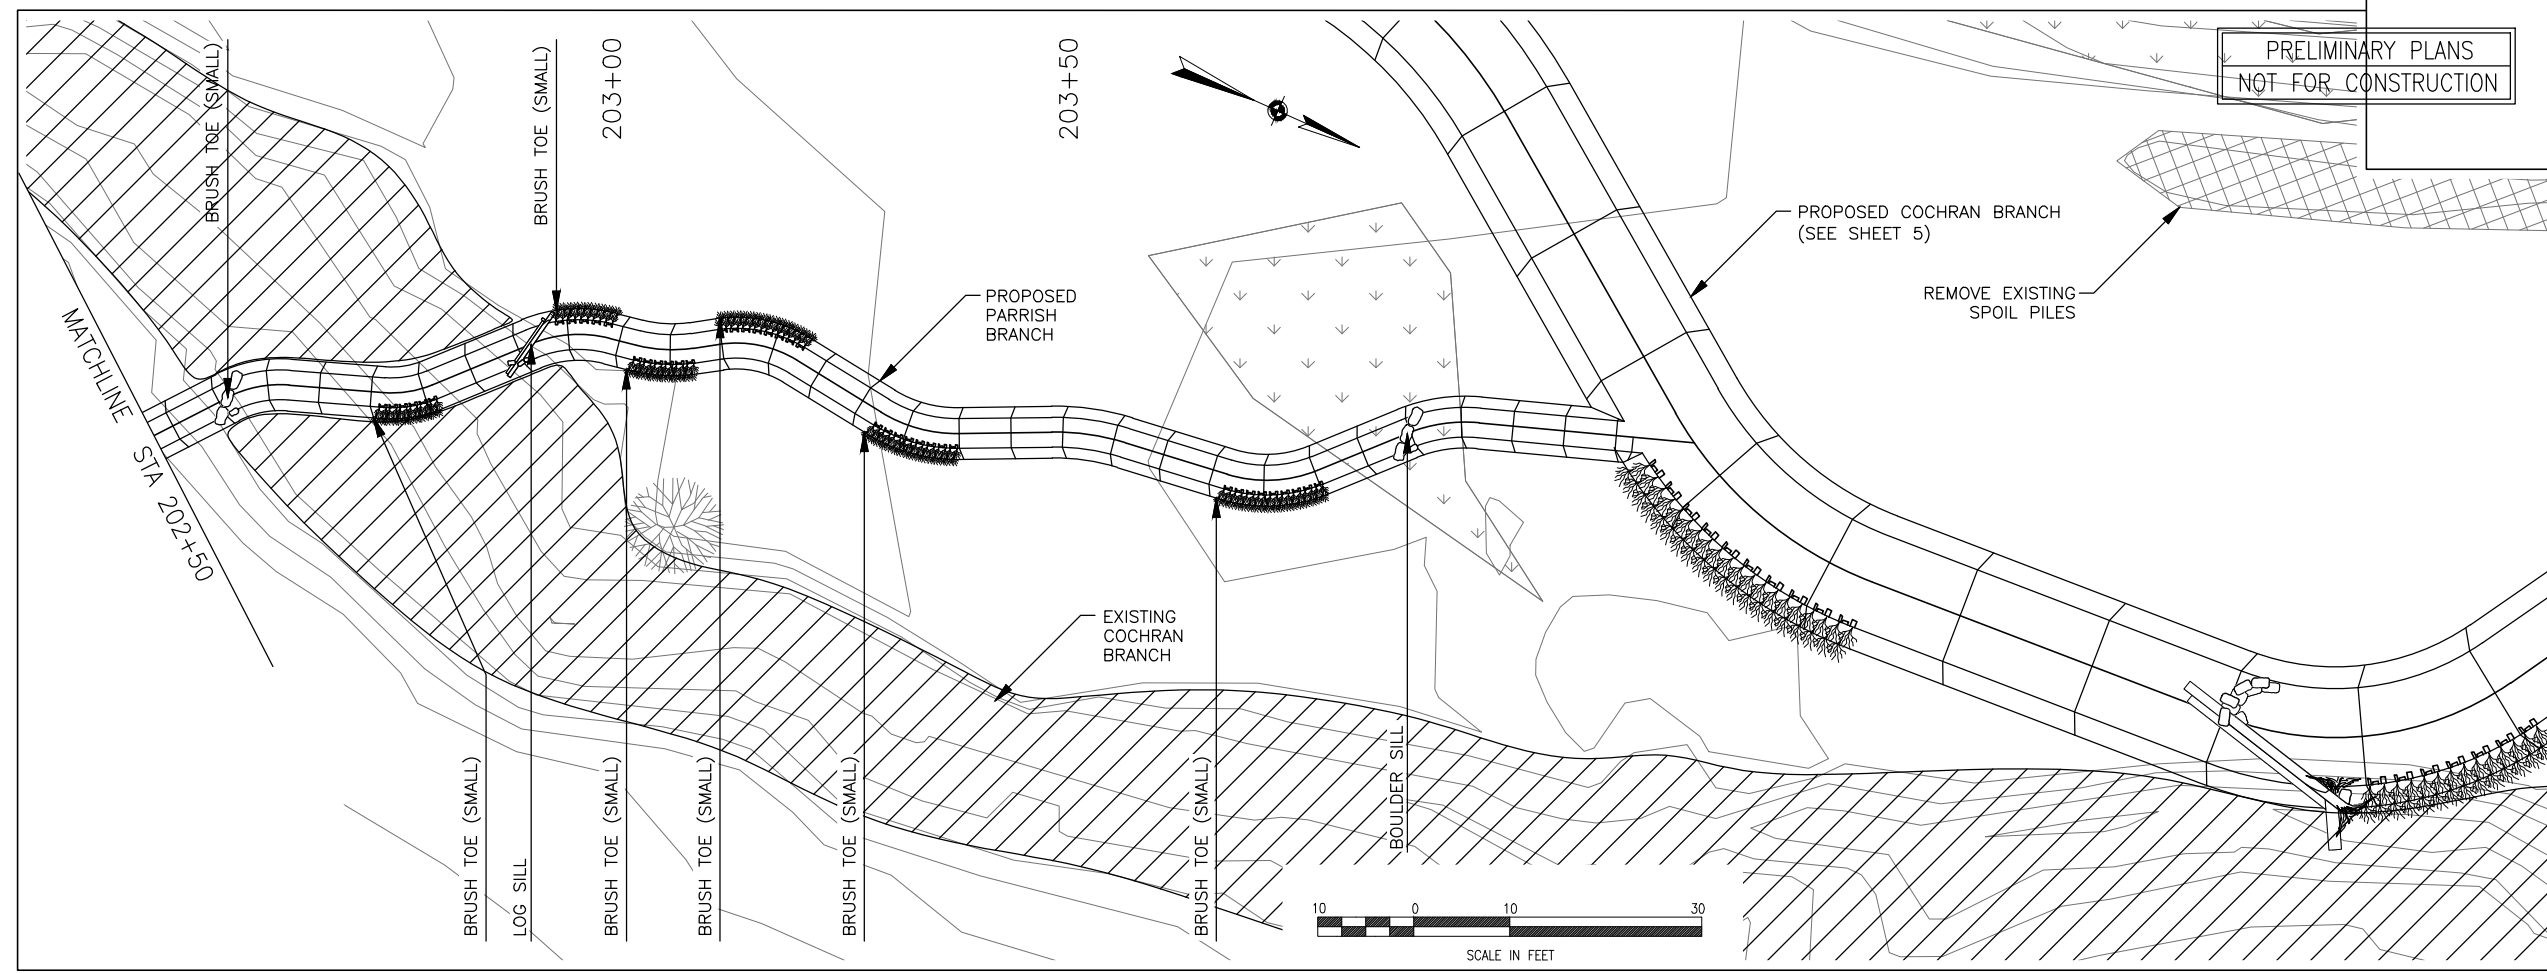 BRUSH TOE (SMALL)
BRUSH TOE (SMALL)
203+00
203+50
PRELIMINARY PLANS
NOT FOR CONSTRUCTION
PROPOSED COCHRAN BRANCH
(SEE SHEET 5)
REMOVE EXISTING
SPOIL PILES
PROPOSED
PARRISH
BRANCH
MATCHLINE STA 202+50
EXISTING
COCHRAN
BRANCH
BRUSH TOE (SMALL)
LOG SILL
BRUSH TOE (SMALL)
BRUSH TOE (SMALL)
BRUSH TOE (SMALL)
BRUSH TOE (SMALL)
BOULDER SILL
10 0 10 30
SCALE IN FEET